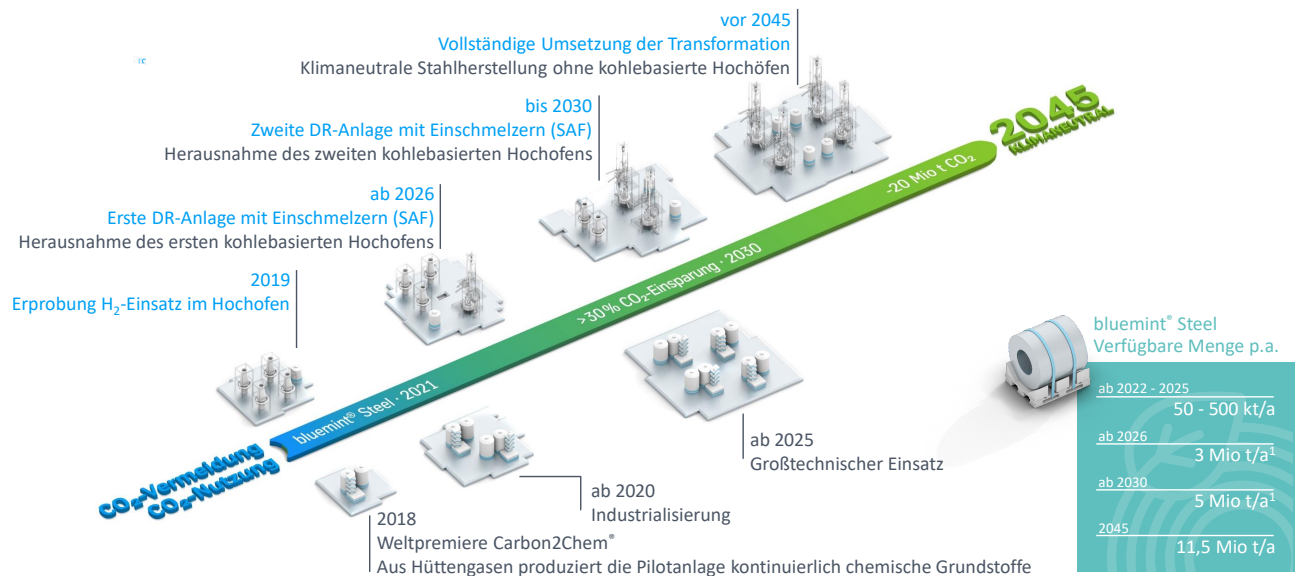 vor 2045
Vollständige Umsetzung der Transformation
Klimaneutrale Stahlherstellung ohne kohlebasierte Hochöfen
bis 2030
Zweite DR-Anlage mit Einschmelzern (SAF)
Herausnahme des zweiten kohlebasierten Hochofens
ab 2026
Erste DR-Anlage mit Einschmelzern (SAF)
Herausnahme des ersten kohlebasierten Hochofens
2019
Erprobung H₂-Einsatz im Hochofen
2045
KLIMANEUTRAL
-20 Mio t CO₂
>30% CO₂-Einsparung · 2030
bluemint® Steel · 2021
CO₂-Vermeidung
CO₂-Nutzung
2018
Weltpremiere Carbon2Chem®
Aus Hüttengasen produziert die Pilotanlage kontinuierlich chemische Grundstoffe
ab 2020
Industrialisierung
ab 2025
Großtechnischer Einsatz
bluemint® Steel
Verfügbare Menge p.a.
ab 2022 - 2025
50 - 500 kt/a
ab 2026
3 Mio t/a¹
ab 2030
5 Mio t/a¹
2045
11,5 Mio t/a